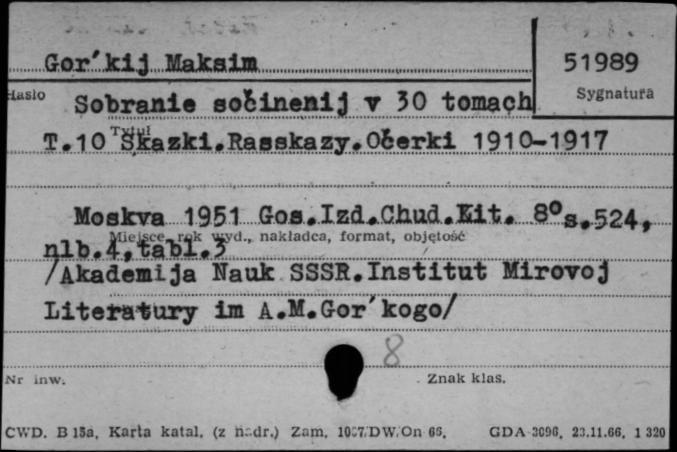 Gor´kij Maksim
51989
Hasło
Sygnatura
Sobranie sočinenij v 30 tomach
Tytuł
T.10 Skazki.Rasskazy.Očerki 1910-1917
Moskva 1951 Gos.Izd.Chud.Łit. 8° s.524,
Miejsce, rok wyd., nakładca, format, objętość
nlb.4,tabl.3
/Akademija Nauk SSSR.Institut Mirovoj
Literatury im A.M.Gor´kogo/
8
Nr inw.
Znak klas.
CWD. B 15a, Karta katal. (z nadr.) Zam. DW/On 66. GDA-3096, 23.11.66, 1 320